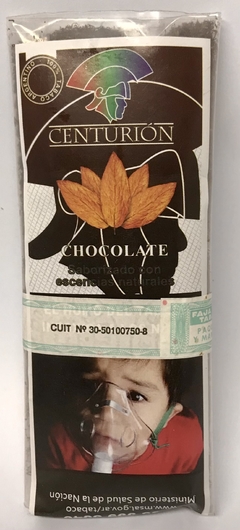 100% TABACO ARGENTINO
CENTURIÓN
CHOCOLATE
Saborizado con
esencias naturales
CUIT Nº 30-50100750-8
Ministerio de Salud de la Nación
www.msal.gov.ar/tabaco